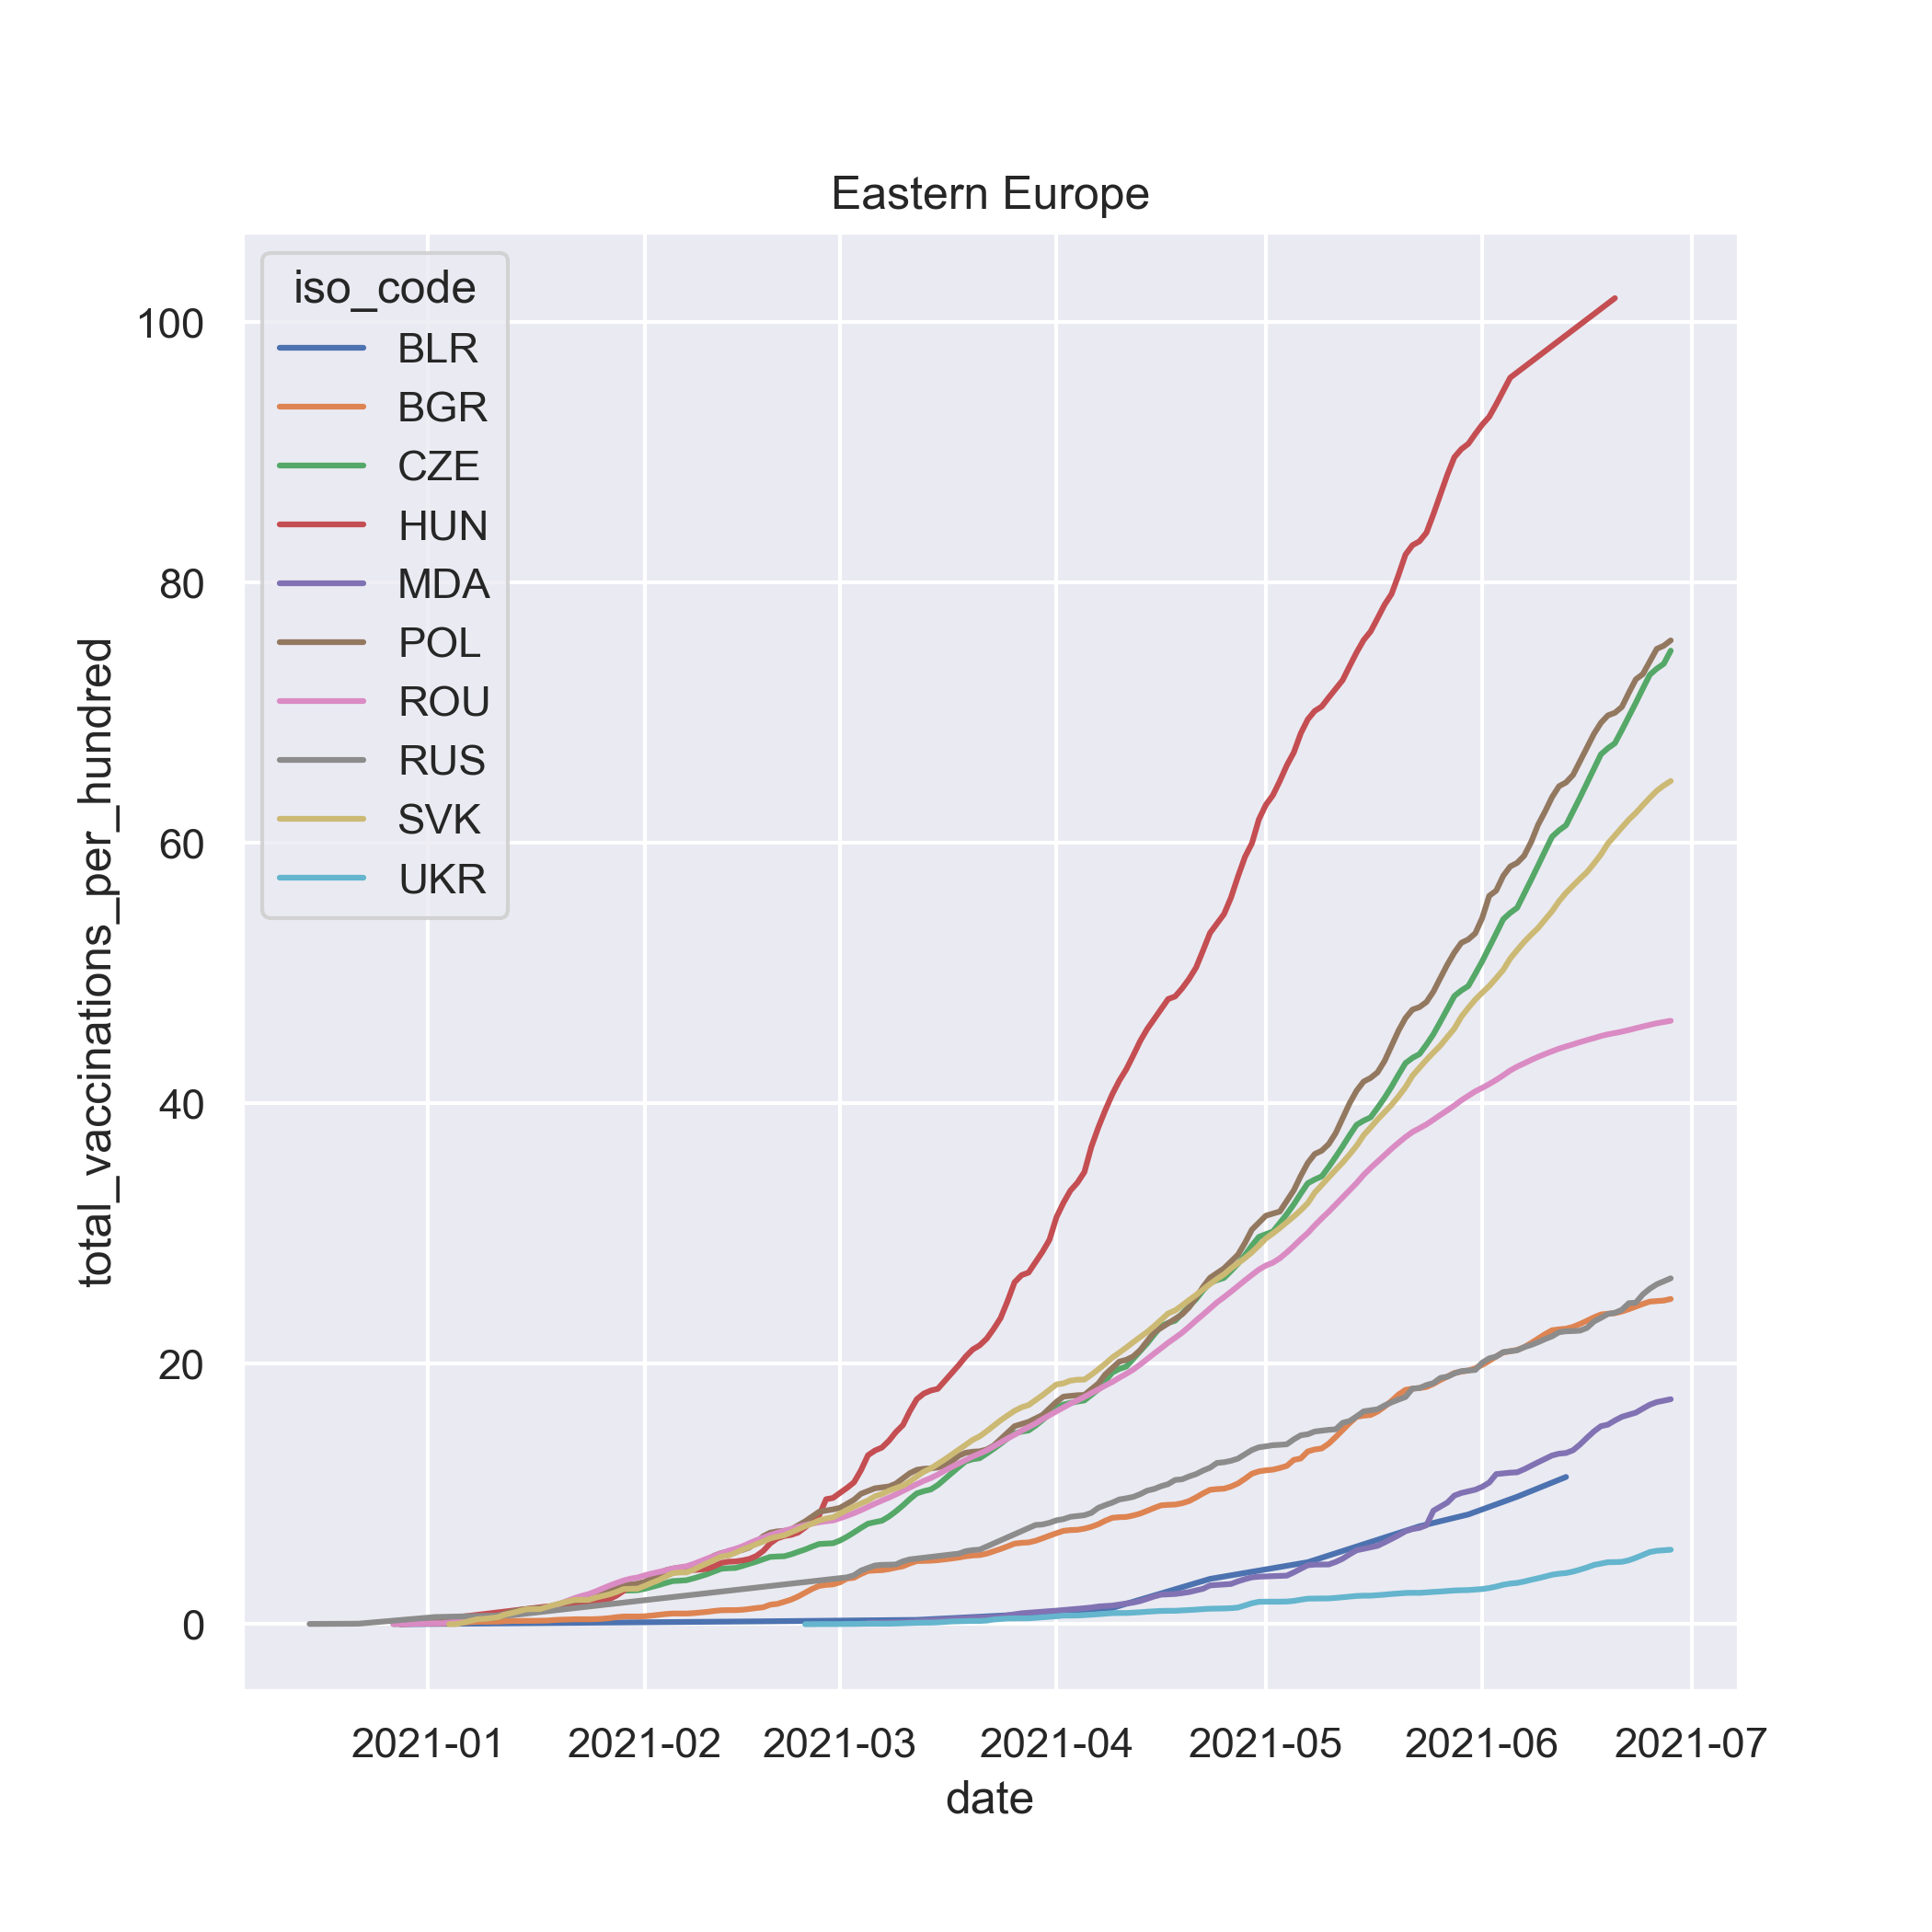 Eastern Europe
total_vaccinations_per_hundred
100
80
60
40
20
0
iso_code
BLR
BGR
CZE
HUN
MDA
POL
ROU
RUS
SVK
UKR
2021-01 2021-02 2021-03 2021-04 2021-05 2021-06 2021-07
date